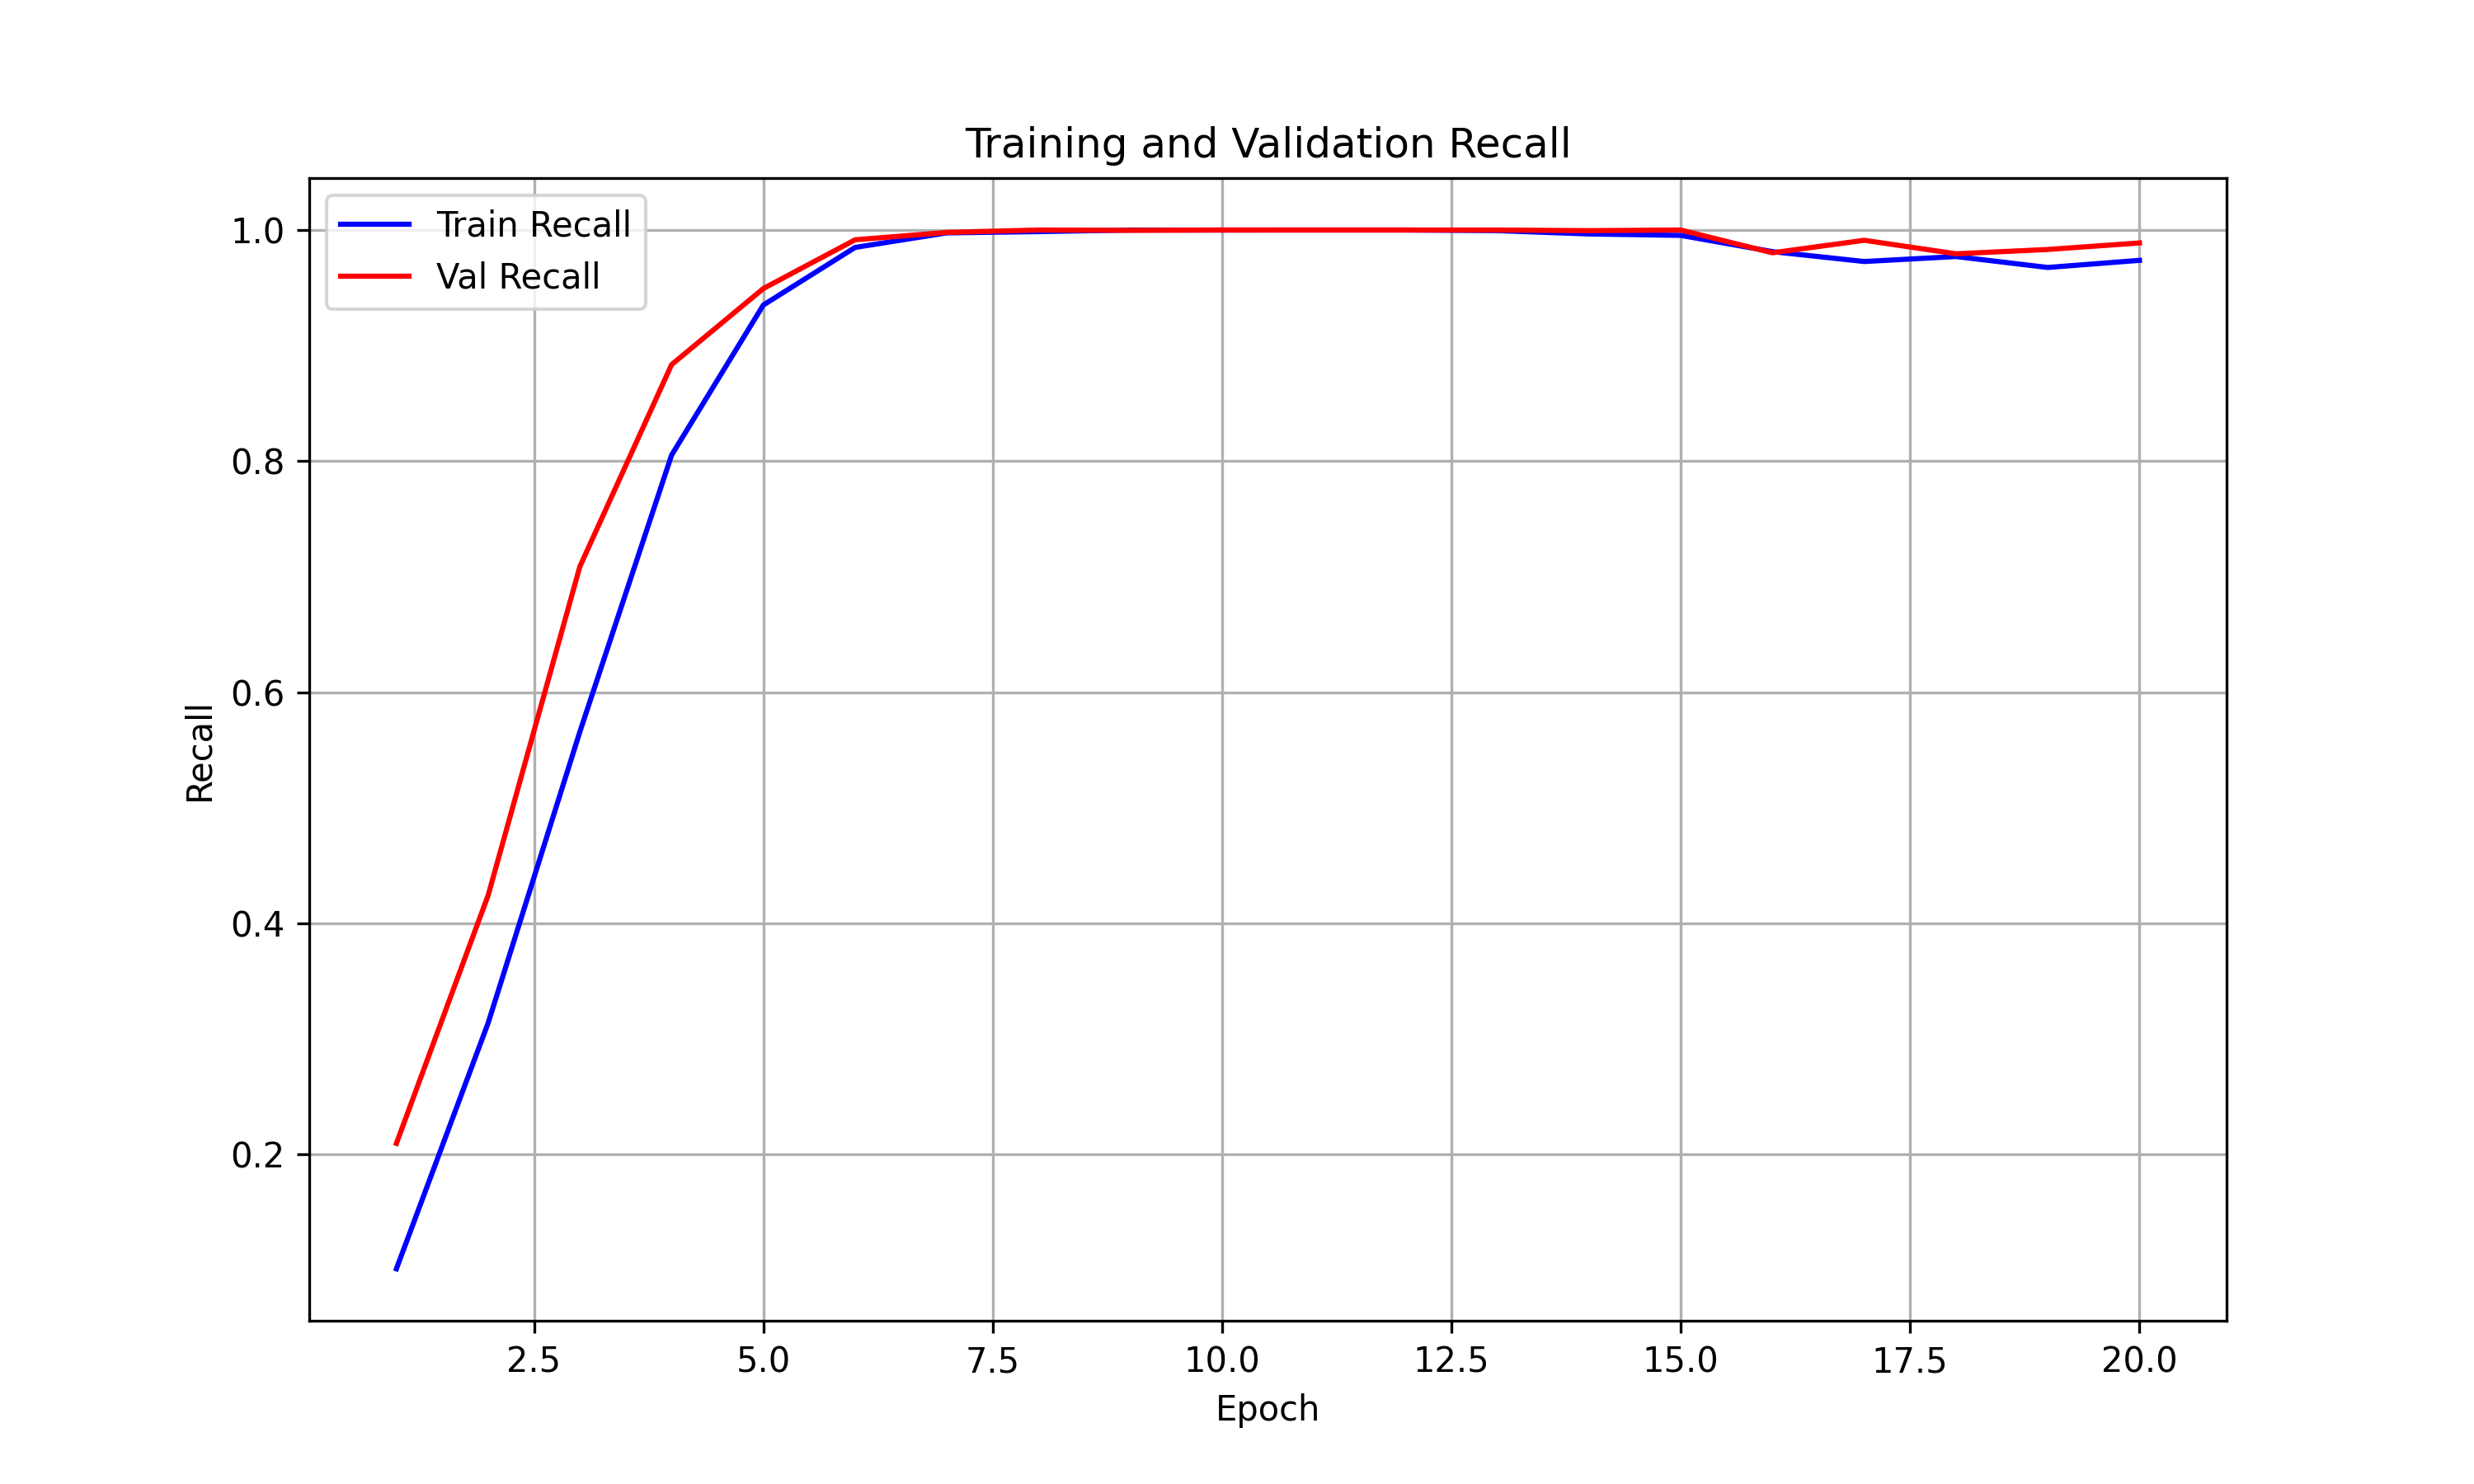 Training and Validation Recall
Train Recall
Val Recall
1.0
0.8
0.6
0.4
0.2
Recall
2.5 5.0 7.5 10.0 12.5 15.0 17.5 20.0
Epoch